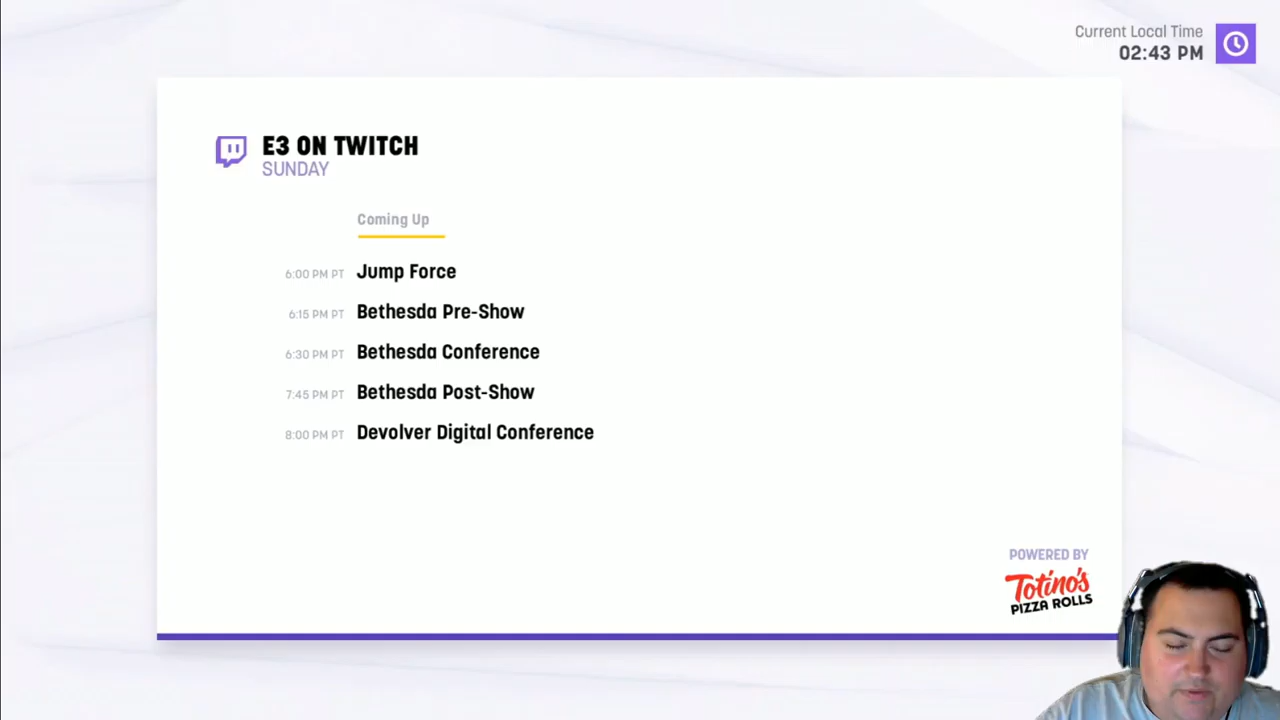 Current Local Time
02:43 PM
E3 ON TWITCH
SUNDAY
Coming Up
6:00 PM PT Jump Force
6:15 PM PT Bethesda Pre-Show
6:30 PM PT Bethesda Conference
7:45 PM PT Bethesda Post-Show
8:00 PM PT Devolver Digital Conference
POWERED BY
Totino's
PIZZA ROLLS